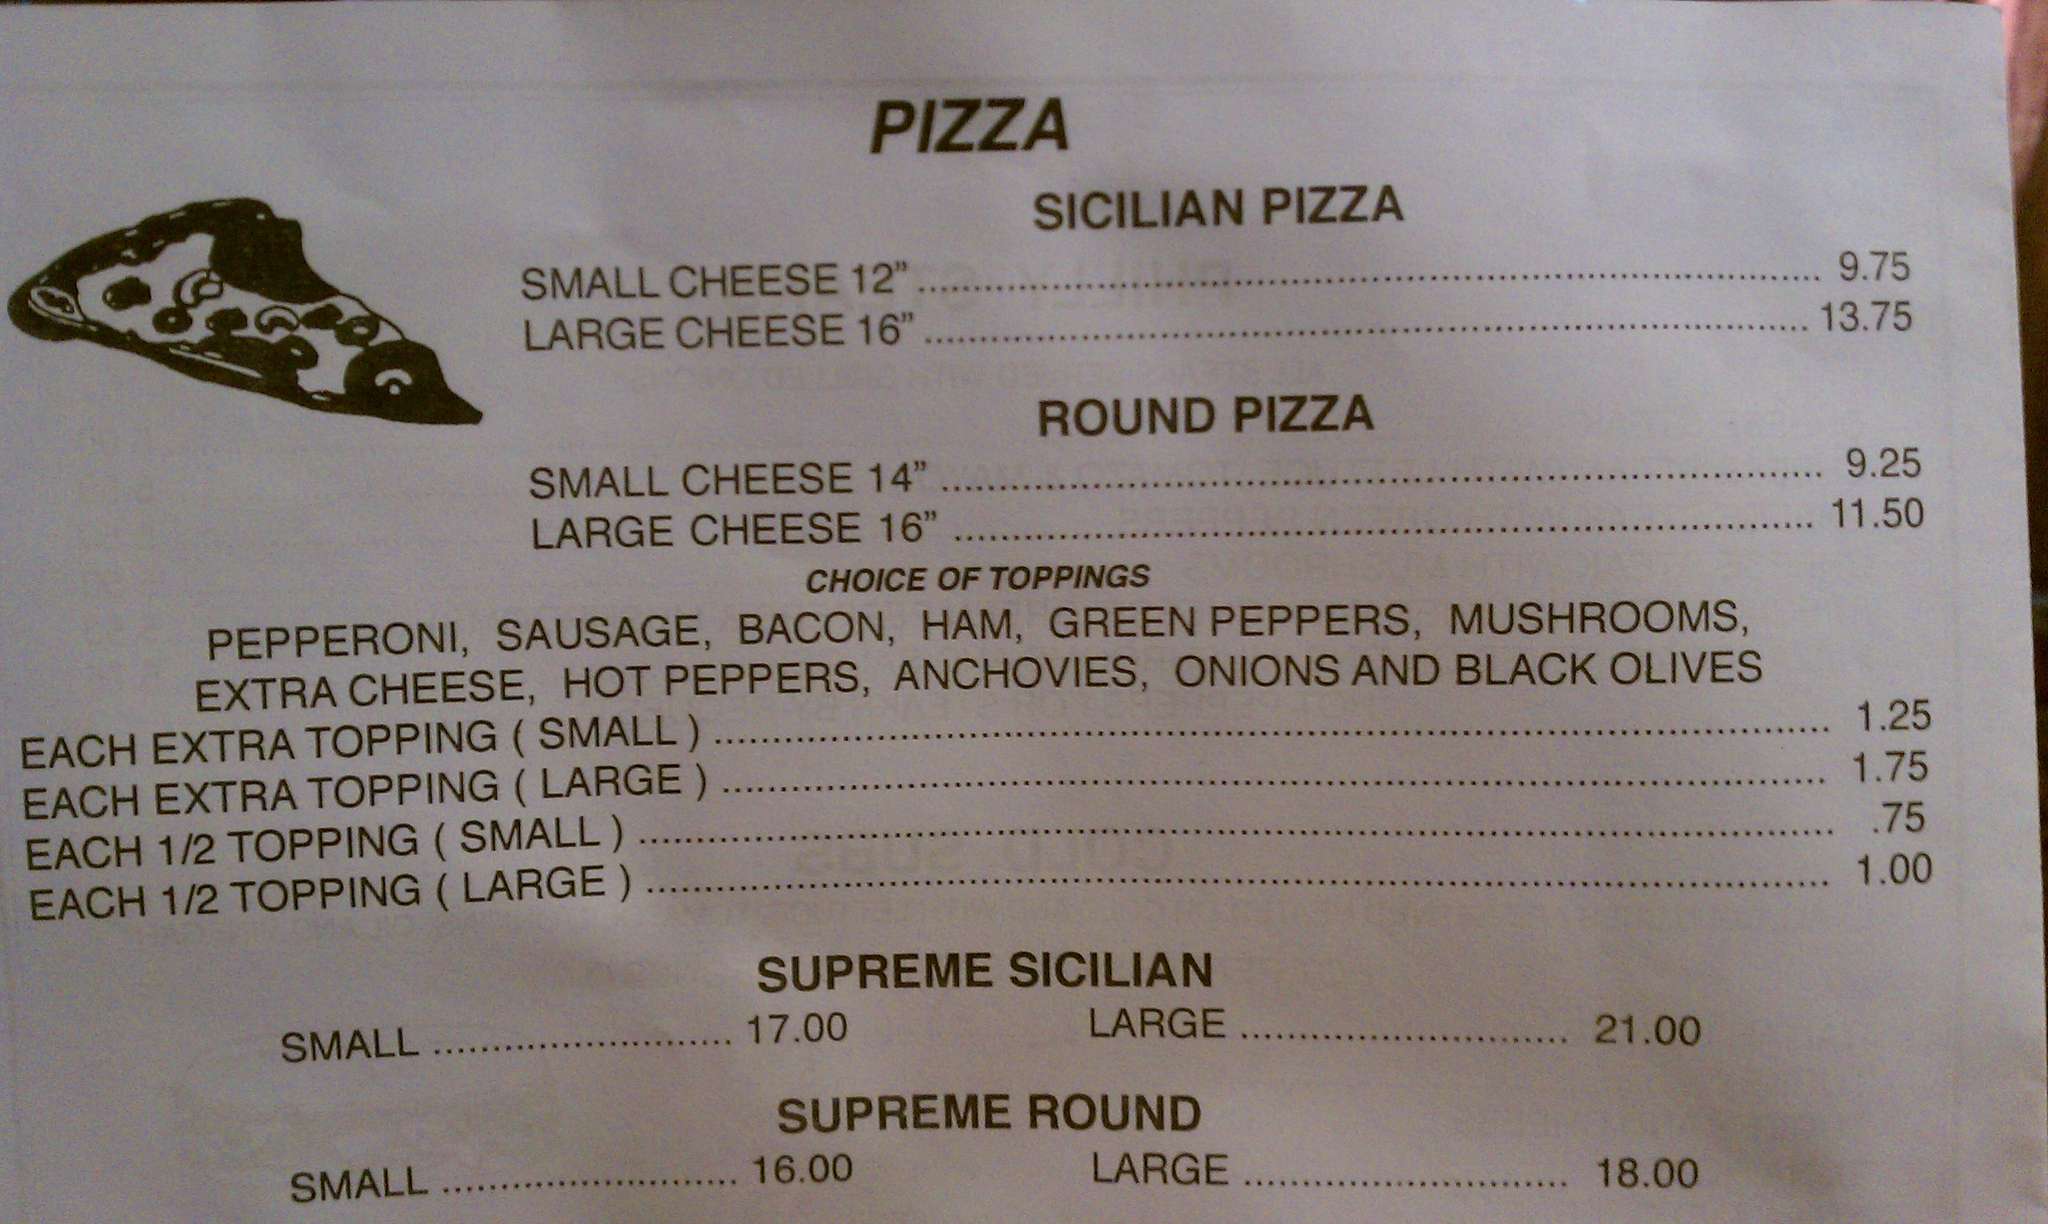 PIZZA
SICILIAN PIZZA
SMALL CHEESE 12” ........ 9.75
LARGE CHEESE 16” ........ 13.75
ROUND PIZZA
SMALL CHEESE 14” ........ 9.25
LARGE CHEESE 16” ........ 11.50
CHOICE OF TOPPINGS
PEPPERONI, SAUSAGE, BACON, HAM, GREEN PEPPERS, MUSHROOMS,
EXTRA CHEESE, HOT PEPPERS, ANCHOVIES, ONIONS AND BLACK OLIVES
EACH EXTRA TOPPING ( SMALL ) ........ 1.25
EACH EXTRA TOPPING ( LARGE ) ........ 1.75
EACH 1/2 TOPPING ( SMALL ) ........ .75
EACH 1/2 TOPPING ( LARGE ) ........ 1.00
SUPREME SICILIAN
SMALL ........ 17.00 LARGE ........ 21.00
SUPREME ROUND
SMALL ........ 16.00 LARGE ........ 18.00